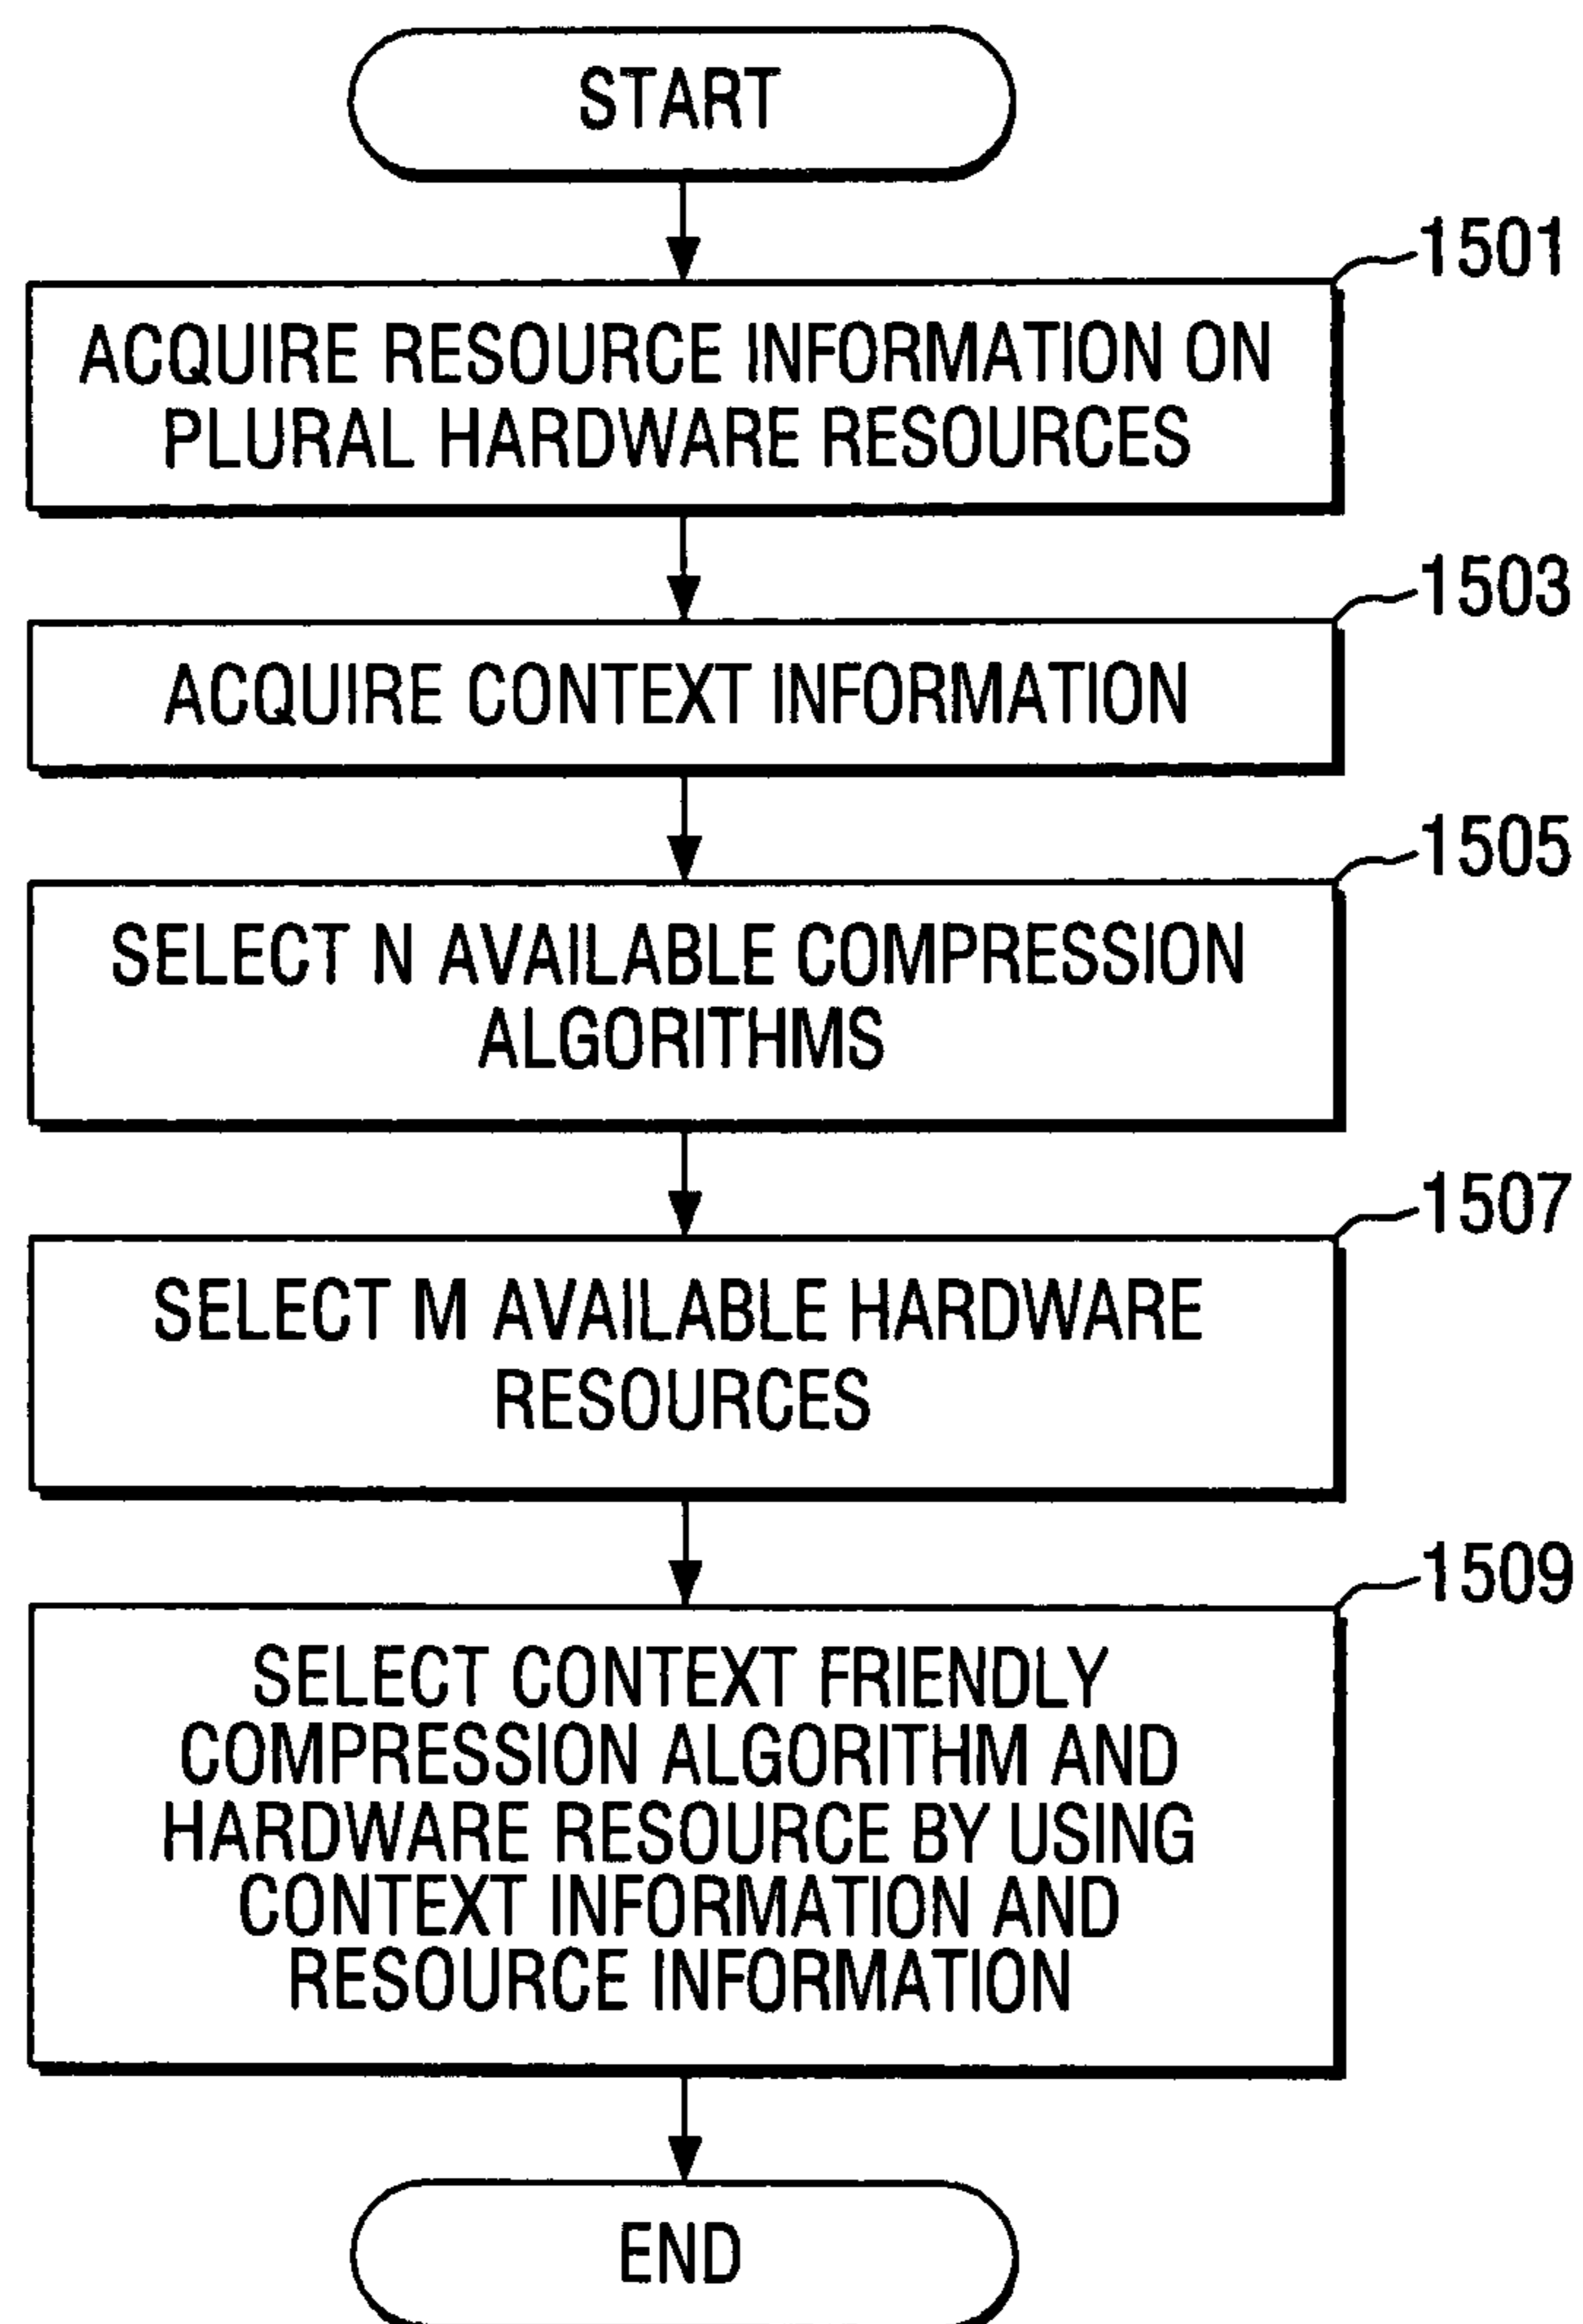 START
1501
ACQUIRE RESOURCE INFORMATION ON
PLURAL HARDWARE RESOURCES
1503
ACQUIRE CONTEXT INFORMATION
1505
SELECT N AVAILABLE COMPRESSION
ALGORITHMS
1507
SELECT M AVAILABLE HARDWARE
RESOURCES
1509
SELECT CONTEXT FRIENDLY
COMPRESSION ALGORITHM AND
HARDWARE RESOURCE BY USING
CONTEXT INFORMATION AND
RESOURCE INFORMATION
END